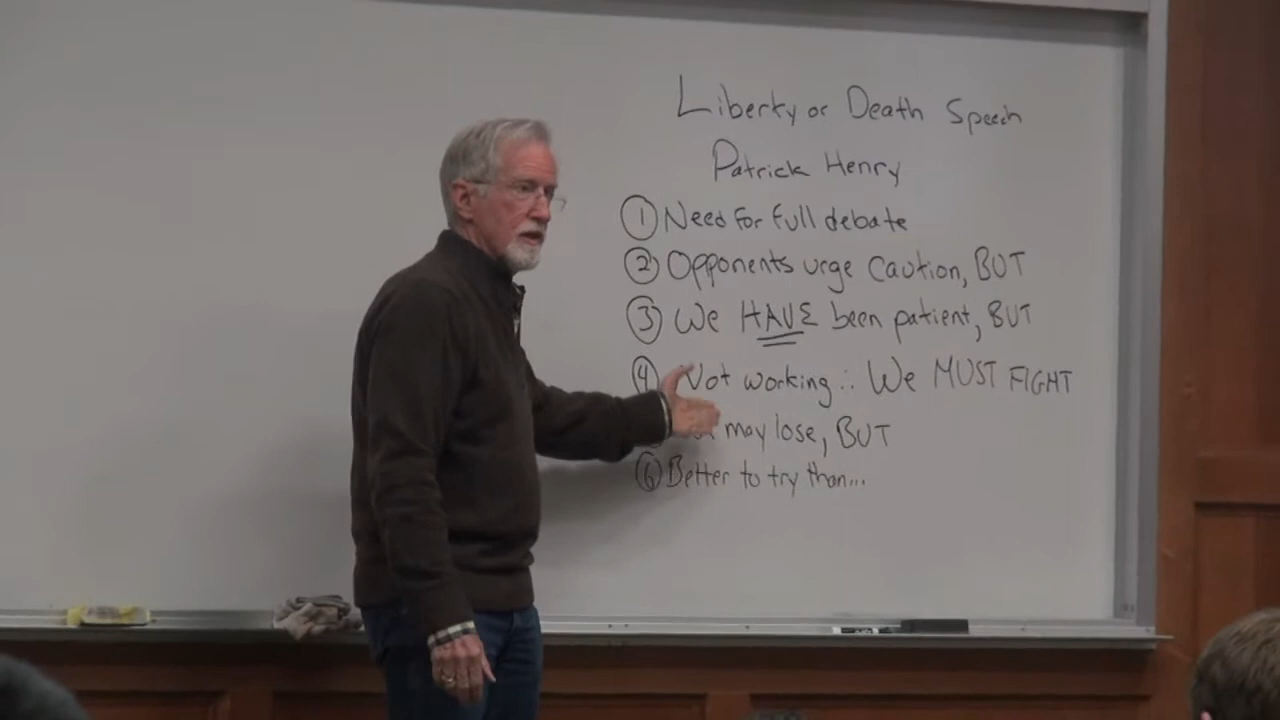 Liberty or Death Speech
Patrick Henry
① Need for full debate
② Opponents urge caution, BUT
③ We HAVE been patient, BUT
④ Not working ∴ We MUST FIGHT
may lose, BUT
⑥ Better to try than...